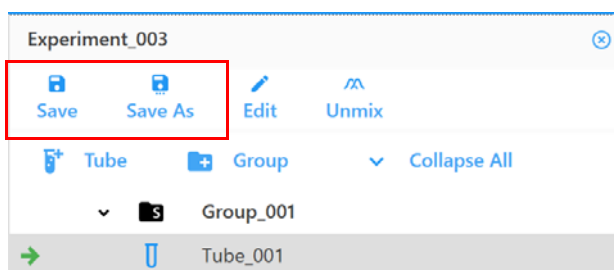 Experiment_003
Save Save As Edit Unmix
Tube Group Collapse All
S Group_001
Tube_001